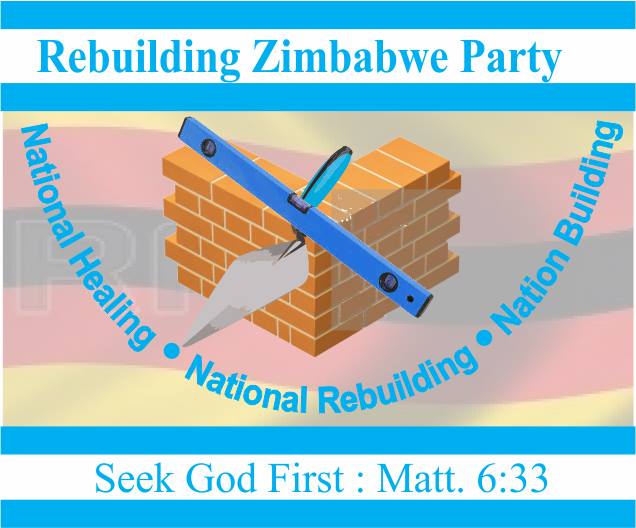 Rebuilding Zimbabwe Party
National Healing • National Rebuilding • Nation Building
Seek God First : Matt. 6:33